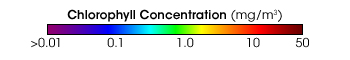 Chlorophyll Concentration (mg/m³)
>0.01 0.1 1.0 10 50